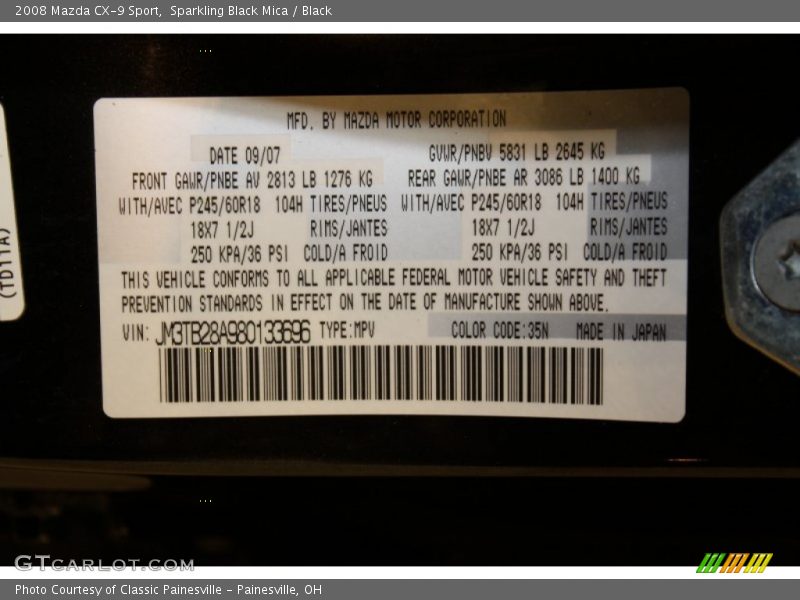 2008 Mazda CX-9 Sport,  Sparkling Black Mica / Black
MFD. BY MAZDA MOTOR CORPORATION
DATE 09/07 GVWR/PNBV 5831 LB 2645 KG
FRONT GAWR/PNBE AV 2813 LB 1276 KG REAR GAWR/PNBE AR 3086 LB 1400 KG
WITH/AVEC P245/60R18 104H TIRES/PNEUS WITH/AVEC P245/60R18 104H TIRES/PNEUS
18X7 1/2J RIMS/JANTES 18X7 1/2J RIMS/JANTES
250 KPA/36 PSI COLD/A FROID 250 KPA/36 PSI COLD/A FROID
THIS VEHICLE CONFORMS TO ALL APPLICABLE FEDERAL MOTOR VEHICLE SAFETY AND THEFT
PREVENTION STANDARDS IN EFFECT ON THE DATE OF MANUFACTURE SHOWN ABOVE.
VIN: JM3TB28A980133696 TYPE:MPV COLOR CODE:35N MADE IN JAPAN
(TD11A)
GTCARLOT.COM
Photo Courtesy of Classic Painesville - Painesville, OH